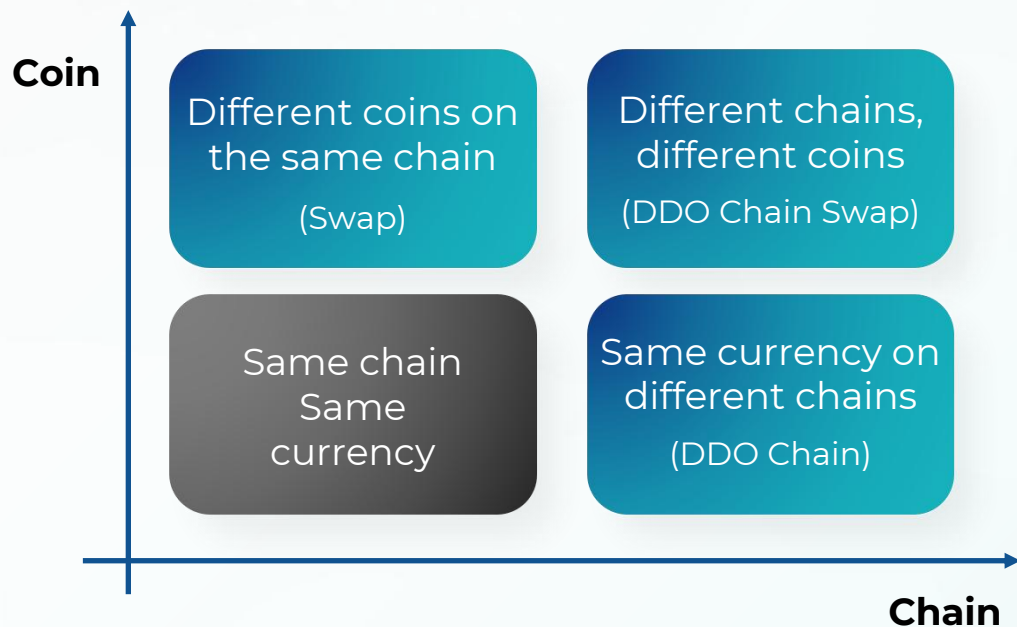 Coin
Different coins on
the same chain
(Swap)
Different chains,
different coins
(DDO Chain Swap)
Same chain
Same
currency
Same currency on
different chains
(DDO Chain)
Chain